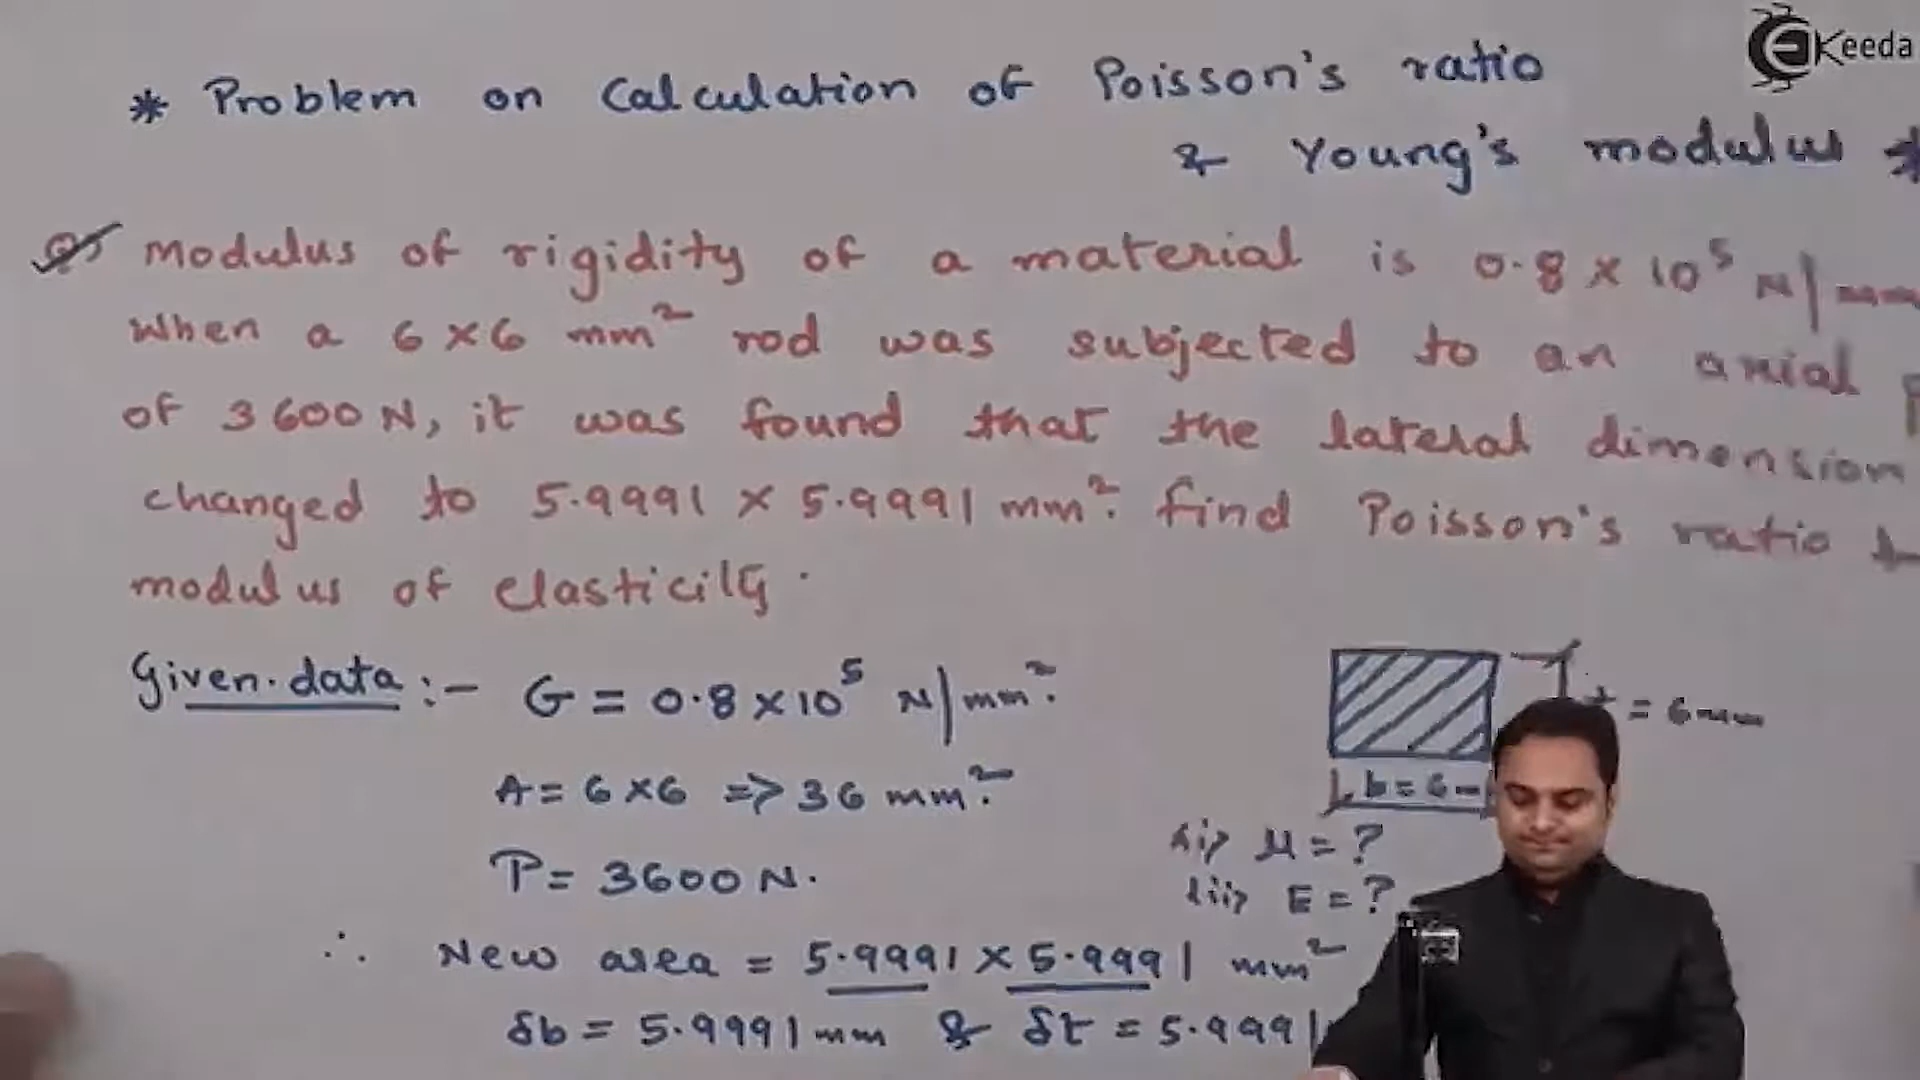 Keeda
* Problem on Calculation of Poisson's ratio
& Young's modulus *
Q) Modulus of rigidity of a material is 0.8 × 10⁵ N/mm
When a 6×6 mm² rod was subjected to an axial P
of 3600 N, it was found that the lateral dimension
changed to 5.9991 × 5.9991 mm². find Poisson's ratio &
modulus of elasticity.
Given data :- G = 0.8×10⁵ N/mm².
t = 6mm
A = 6×6 => 36 mm².
b = 6m
P = 3600 N.
i) μ = ?
ii) E = ?
∴ New area = 5.9991 × 5.9991 mm²
δb = 5.9991 mm & δt = 5.9991